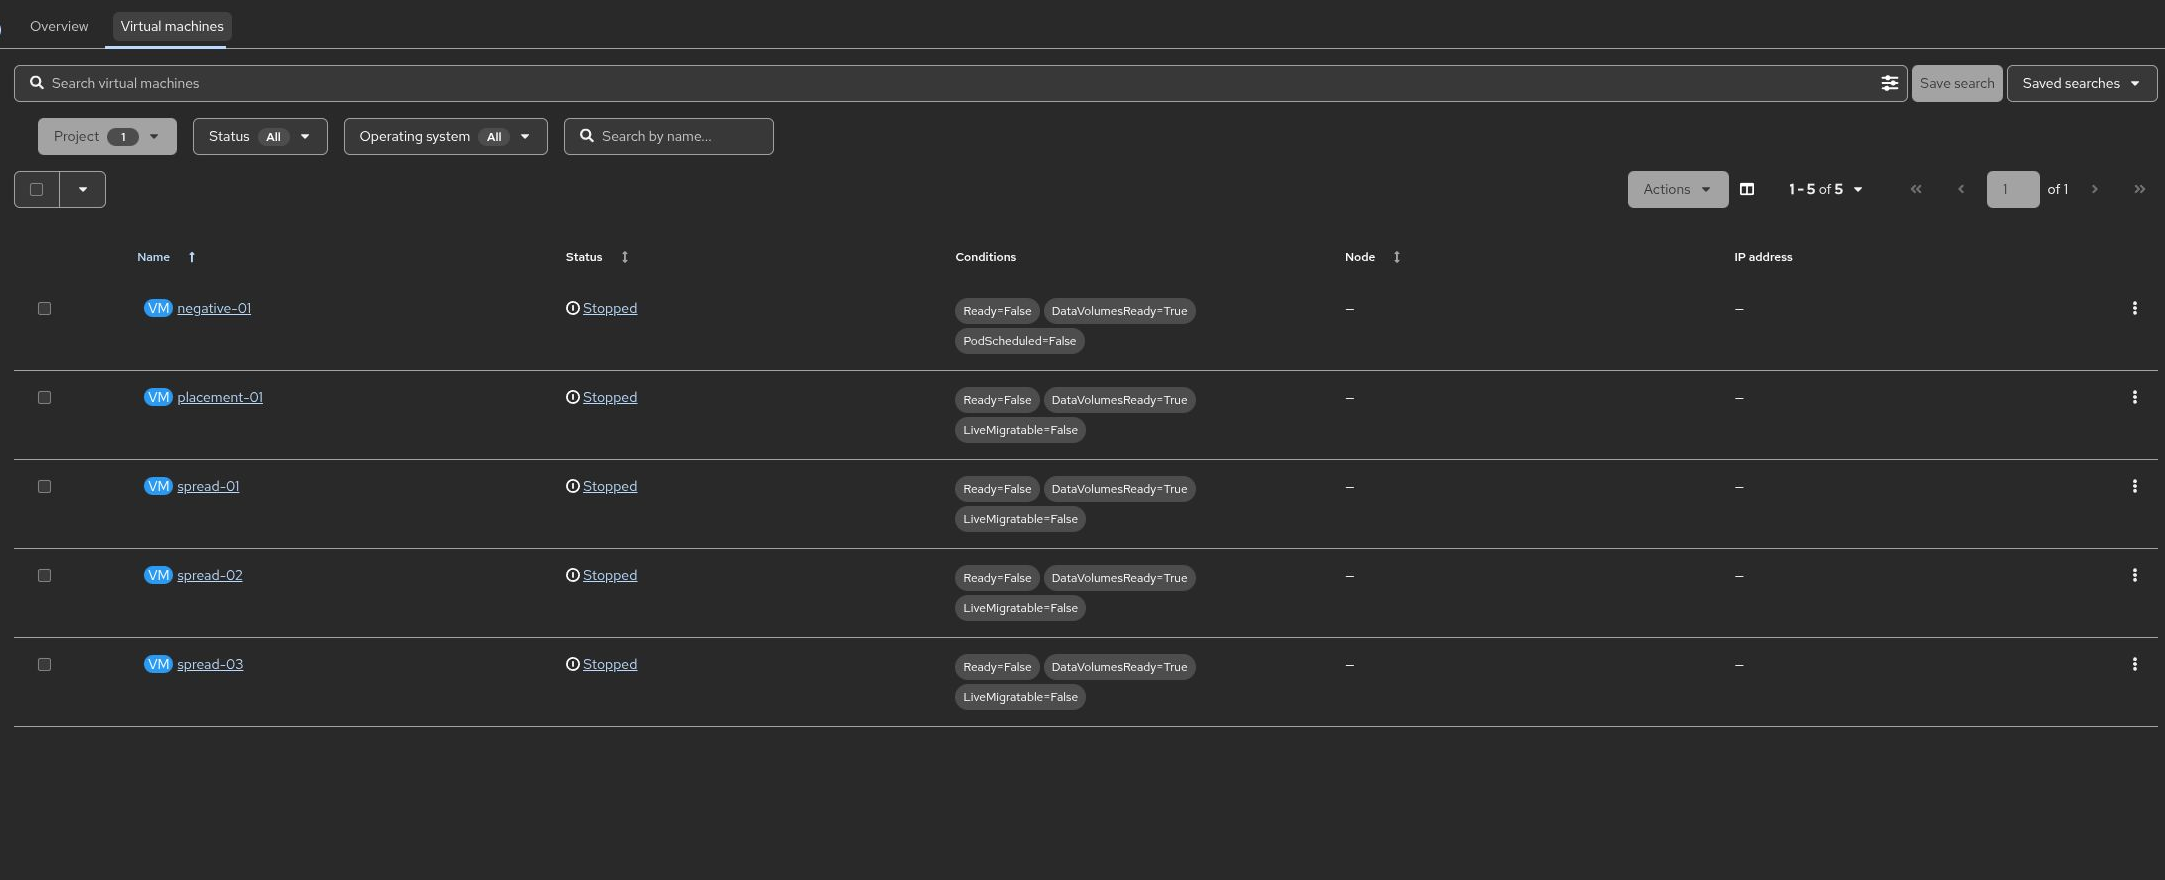 Overview Virtual machines
Search virtual machines Save search Saved searches
Project 1 Status All Operating system All Search by name...
Actions 1 - 5 of 5 1 of 1
Name Status Conditions Node IP address
VM negative-01 Stopped Ready=False DataVolumesReady=True – –
PodScheduled=False
VM placement-01 Stopped Ready=False DataVolumesReady=True – –
LiveMigratable=False
VM spread-01 Stopped Ready=False DataVolumesReady=True – –
LiveMigratable=False
VM spread-02 Stopped Ready=False DataVolumesReady=True – –
LiveMigratable=False
VM spread-03 Stopped Ready=False DataVolumesReady=True – –
LiveMigratable=False